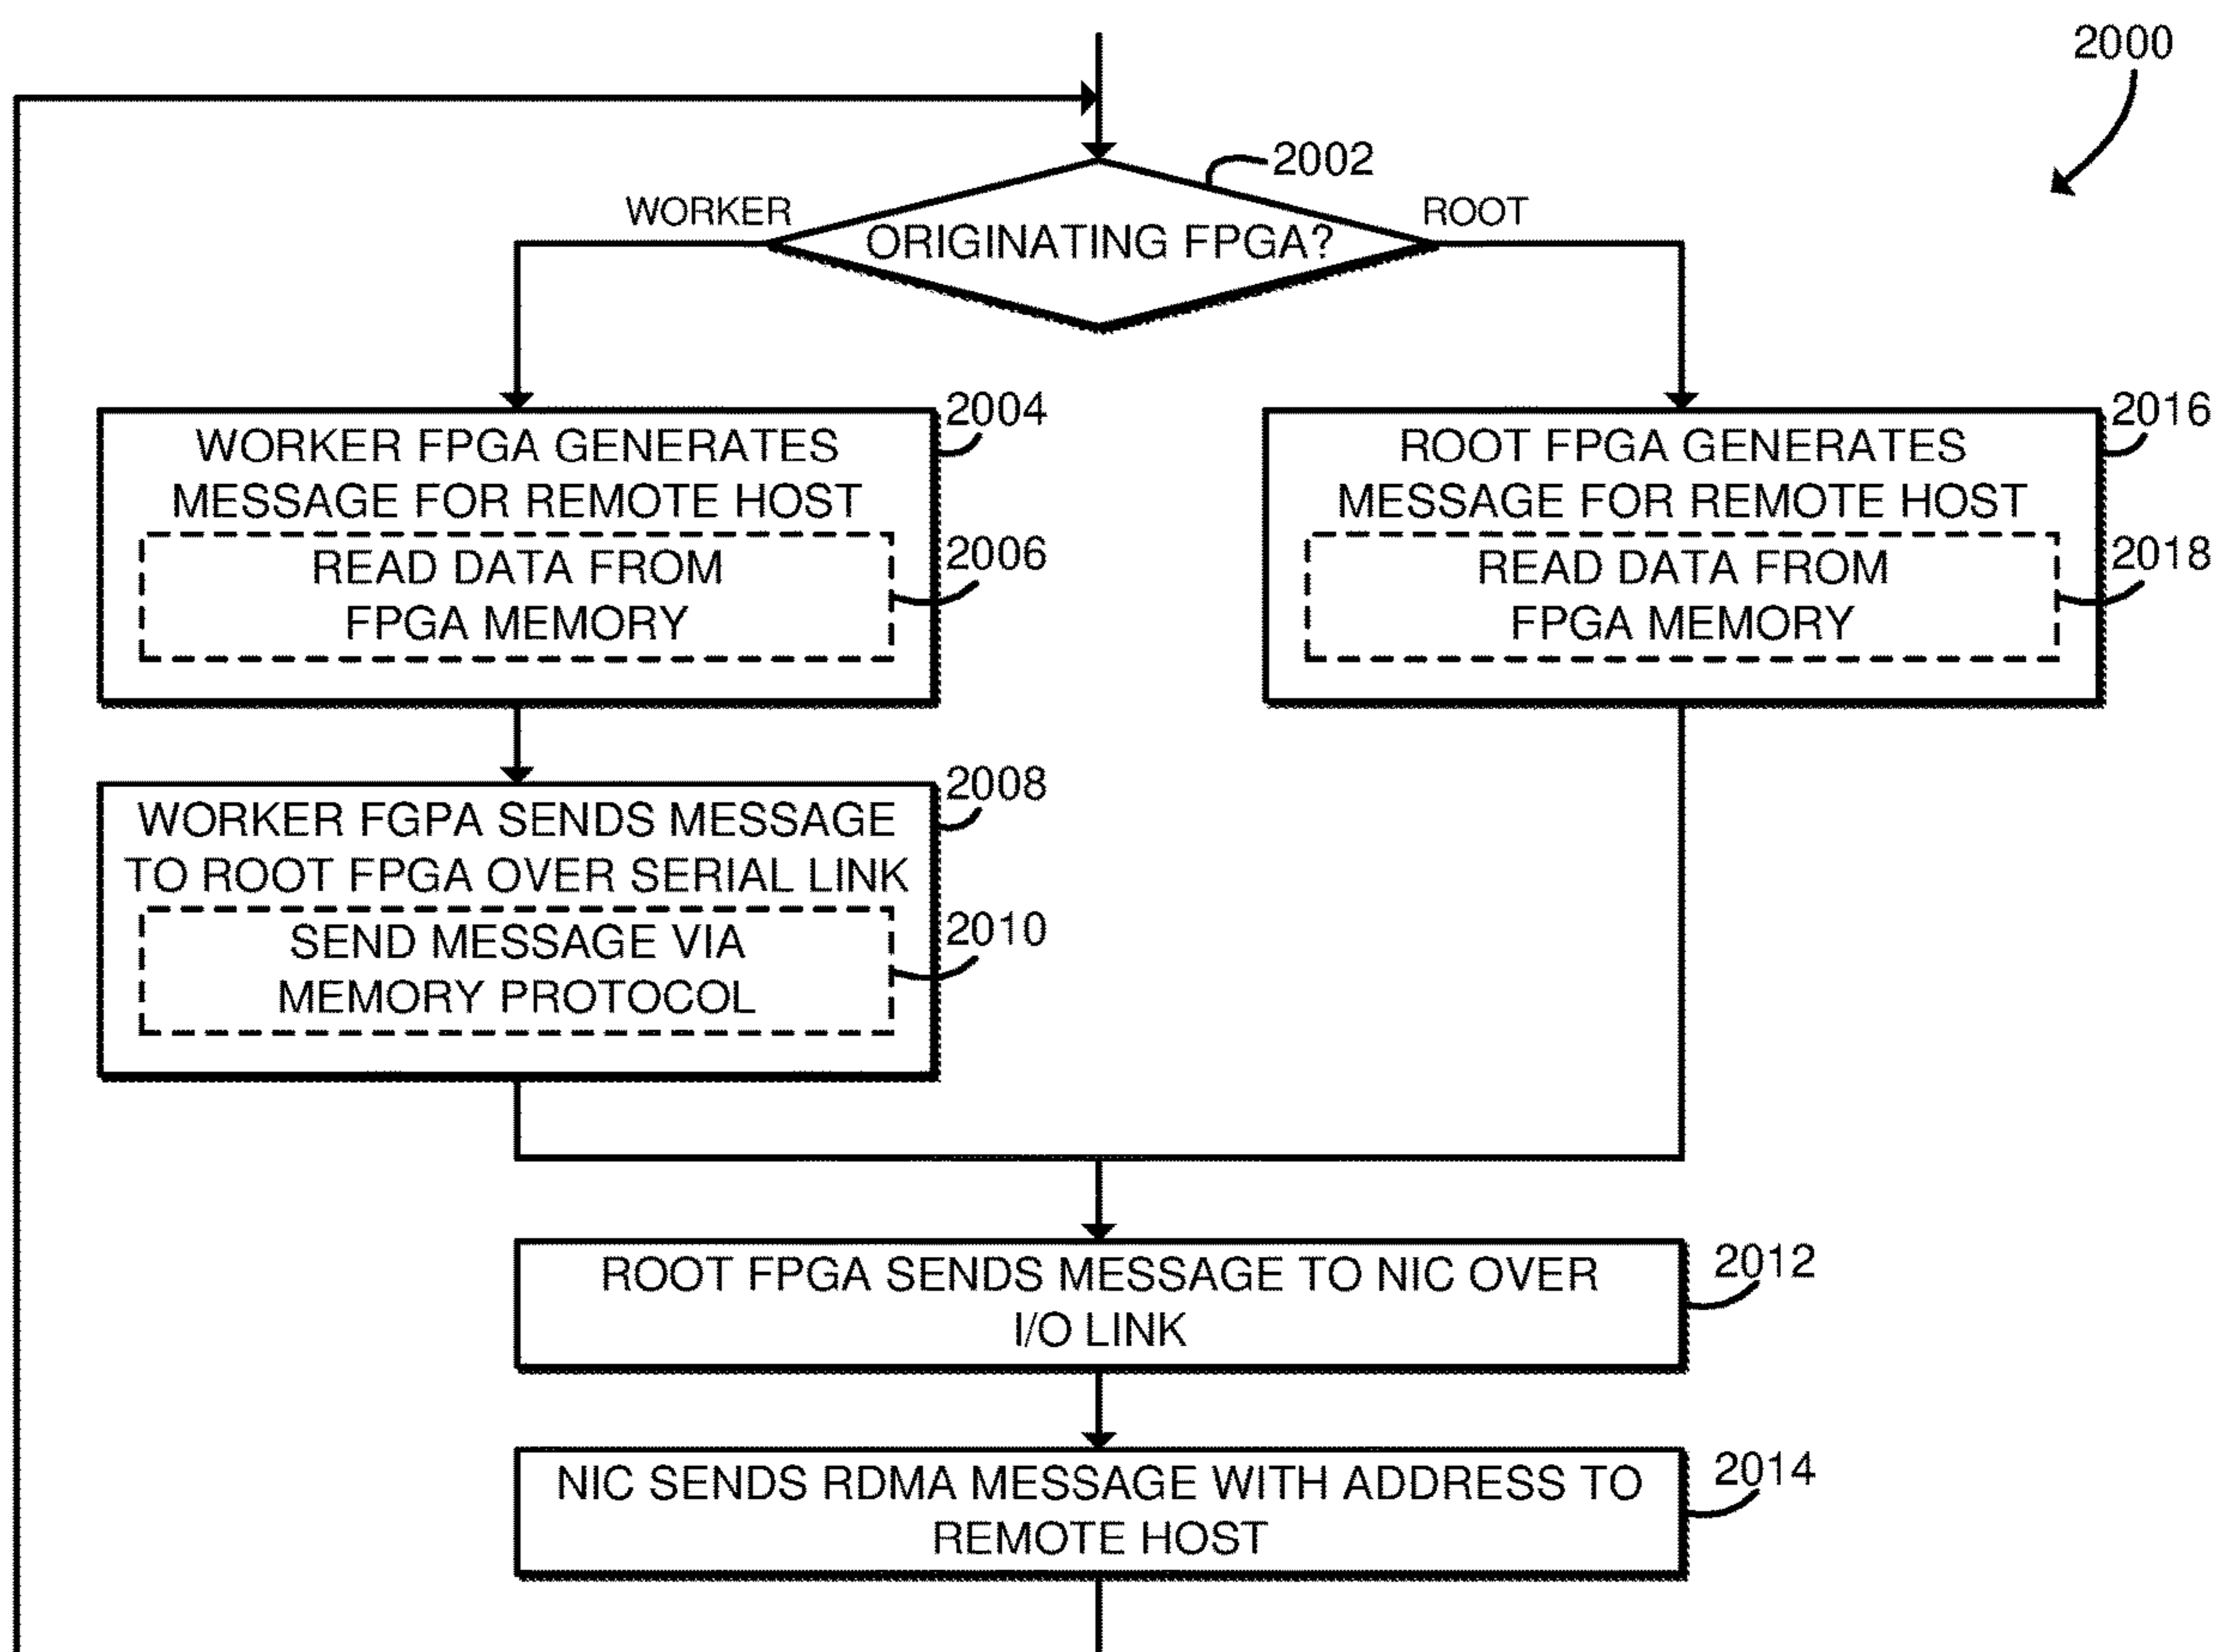 2000
2002
WORKER
ROOT
ORIGINATING FPGA?
2004
WORKER FPGA GENERATES
MESSAGE FOR REMOTE HOST
2006
READ DATA FROM
FPGA MEMORY
2016
ROOT FPGA GENERATES
MESSAGE FOR REMOTE HOST
2018
READ DATA FROM
FPGA MEMORY
2008
WORKER FGPA SENDS MESSAGE
TO ROOT FPGA OVER SERIAL LINK
2010
SEND MESSAGE VIA
MEMORY PROTOCOL
2012
ROOT FPGA SENDS MESSAGE TO NIC OVER
I/O LINK
2014
NIC SENDS RDMA MESSAGE WITH ADDRESS TO
REMOTE HOST